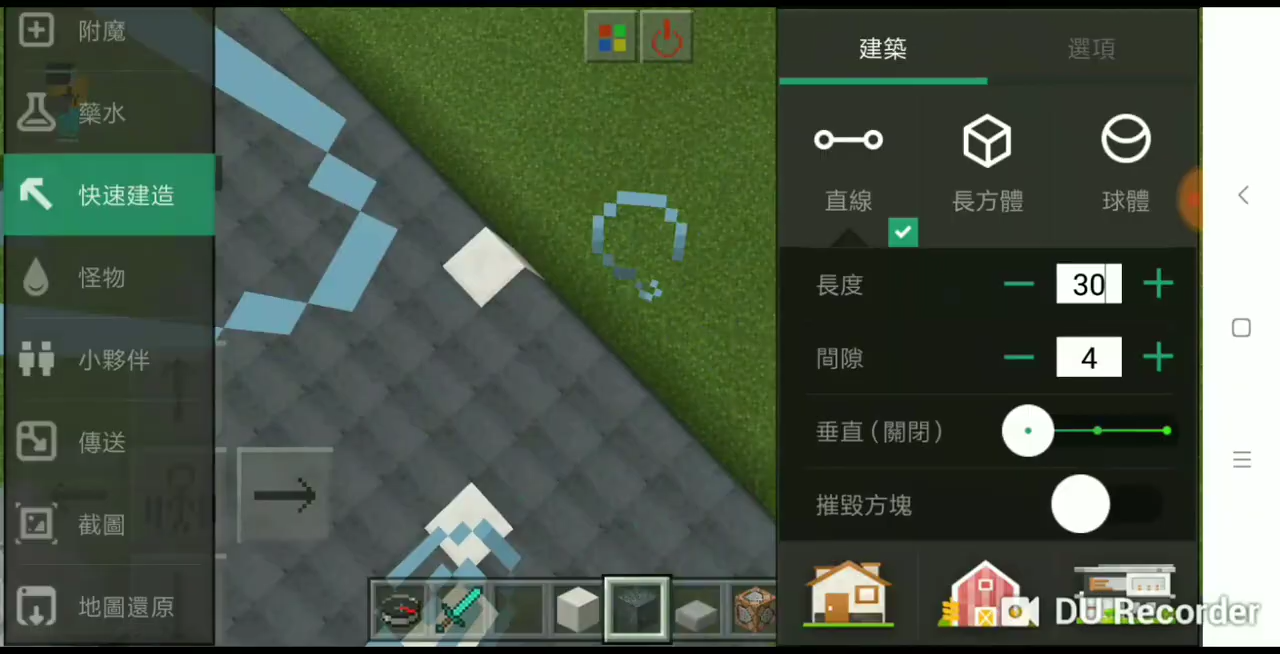 附魔
藥水
快速建造
怪物
小夥伴
傳送
截圖
地圖還原
建築
選項
直線
長方體
球體
長度
30
間隙
4
垂直(關閉)
摧毀方塊
DU Recorder